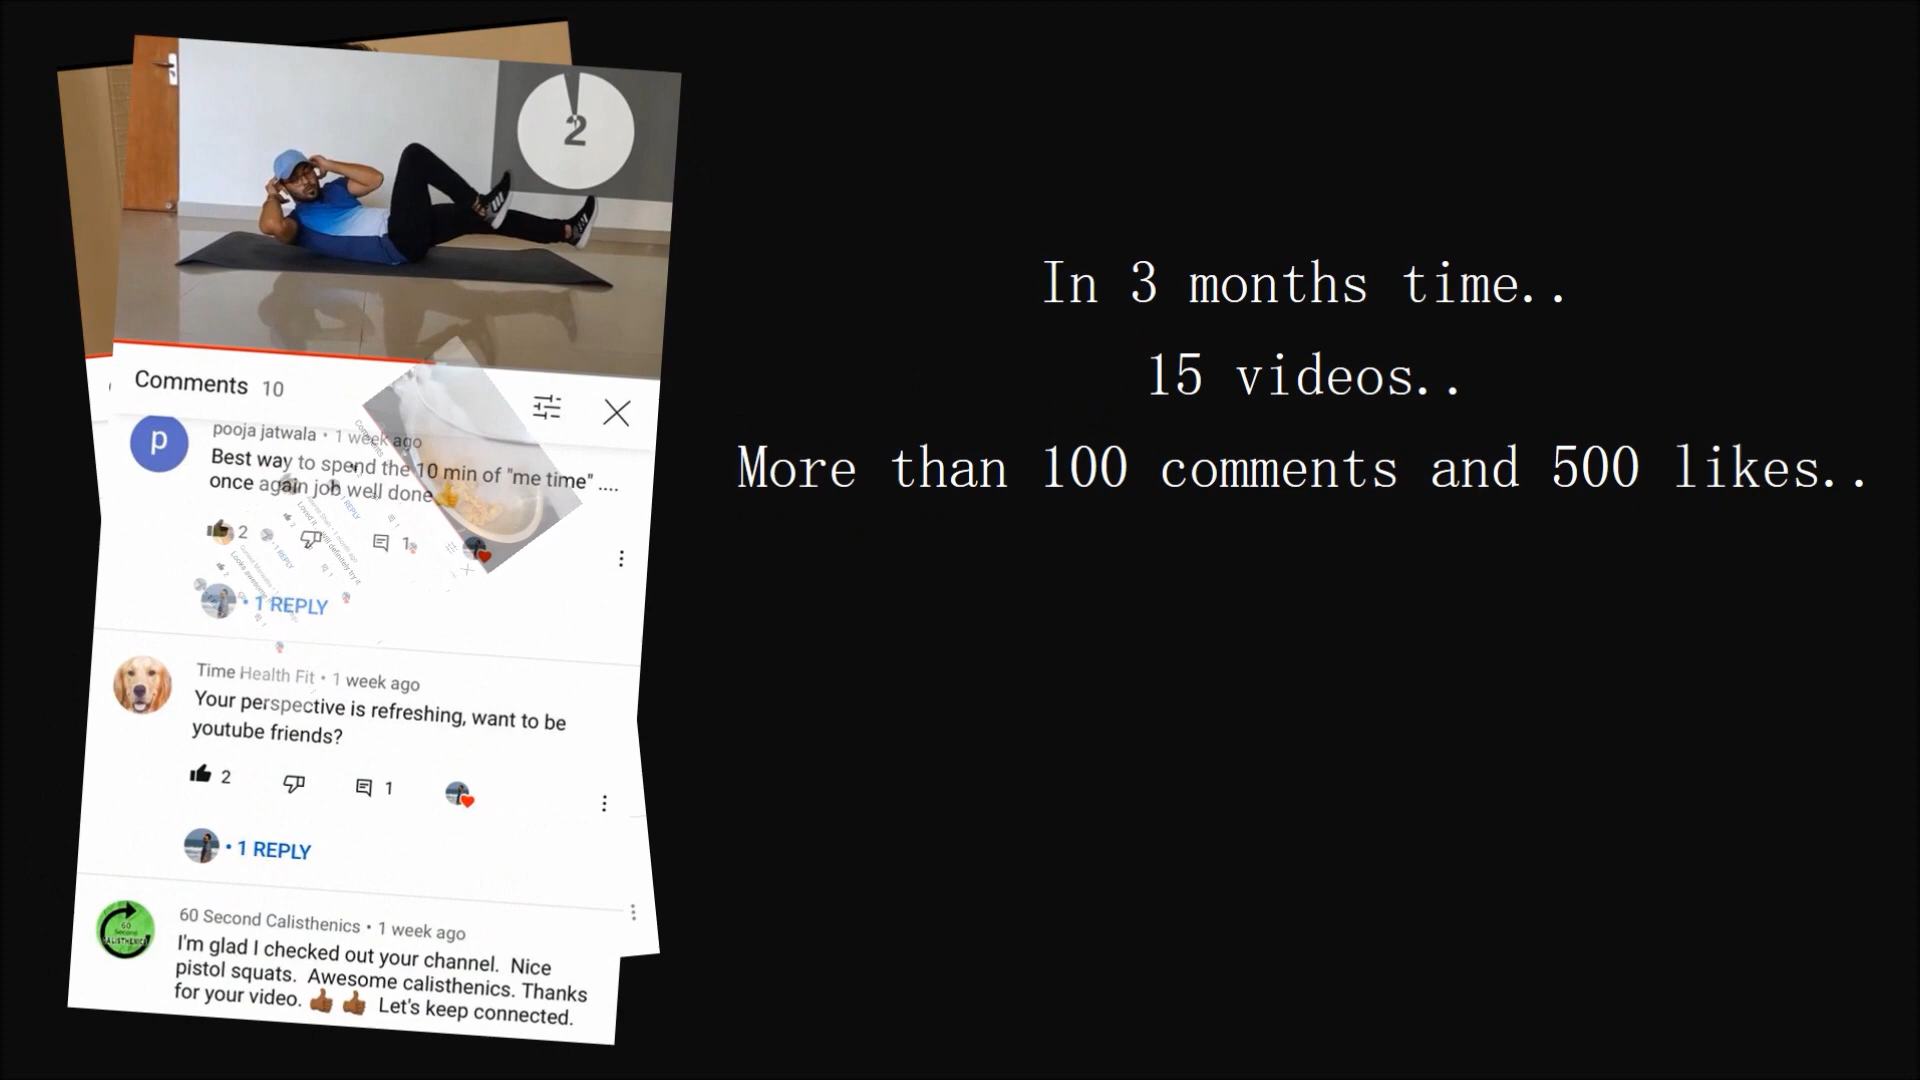 2
Comments 10
p
pooja jatwala • 1 week ago
Best way to spend the 10 min of "me time" ....
once again job well done
2 1
• 1 REPLY
Time Health Fit • 1 week ago
Your perspective is refreshing, want to be
youtube friends?
2 1
• 1 REPLY
60 Second Calisthenics • 1 week ago
I'm glad I checked out your channel. Nice
pistol squats. Awesome calisthenics. Thanks
for your video. 👍🏾 👍🏾 Let's keep connected.
In 3 months time..
15 videos..
More than 100 comments and 500 likes..